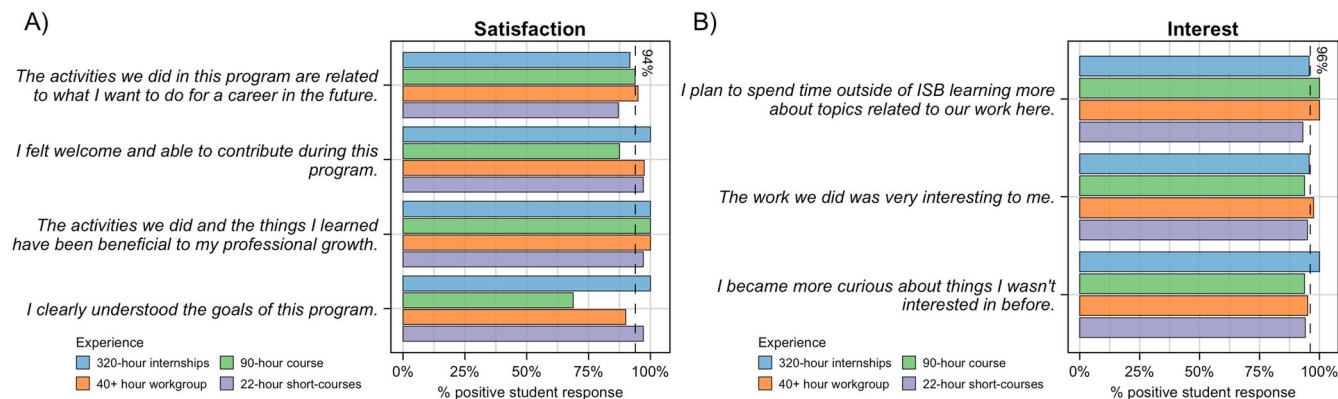 A)
Satisfaction
94%
The activities we did in this program are related
to what I want to do for a career in the future.
I felt welcome and able to contribute during this
program.
The activities we did and the things I learned
have been beneficial to my professional growth.
I clearly understood the goals of this program.
Experience
320-hour internships
90-hour course
40+ hour workgroup
22-hour short-courses
0%
25%
50%
75%
100%
% positive student response
B)
Interest
96%
I plan to spend time outside of ISB learning more
about topics related to our work here.
The work we did was very interesting to me.
I became more curious about things I wasn't
interested in before.
Experience
320-hour internships
90-hour course
40+ hour workgroup
22-hour short-courses
0%
25%
50%
75%
100%
% positive student response